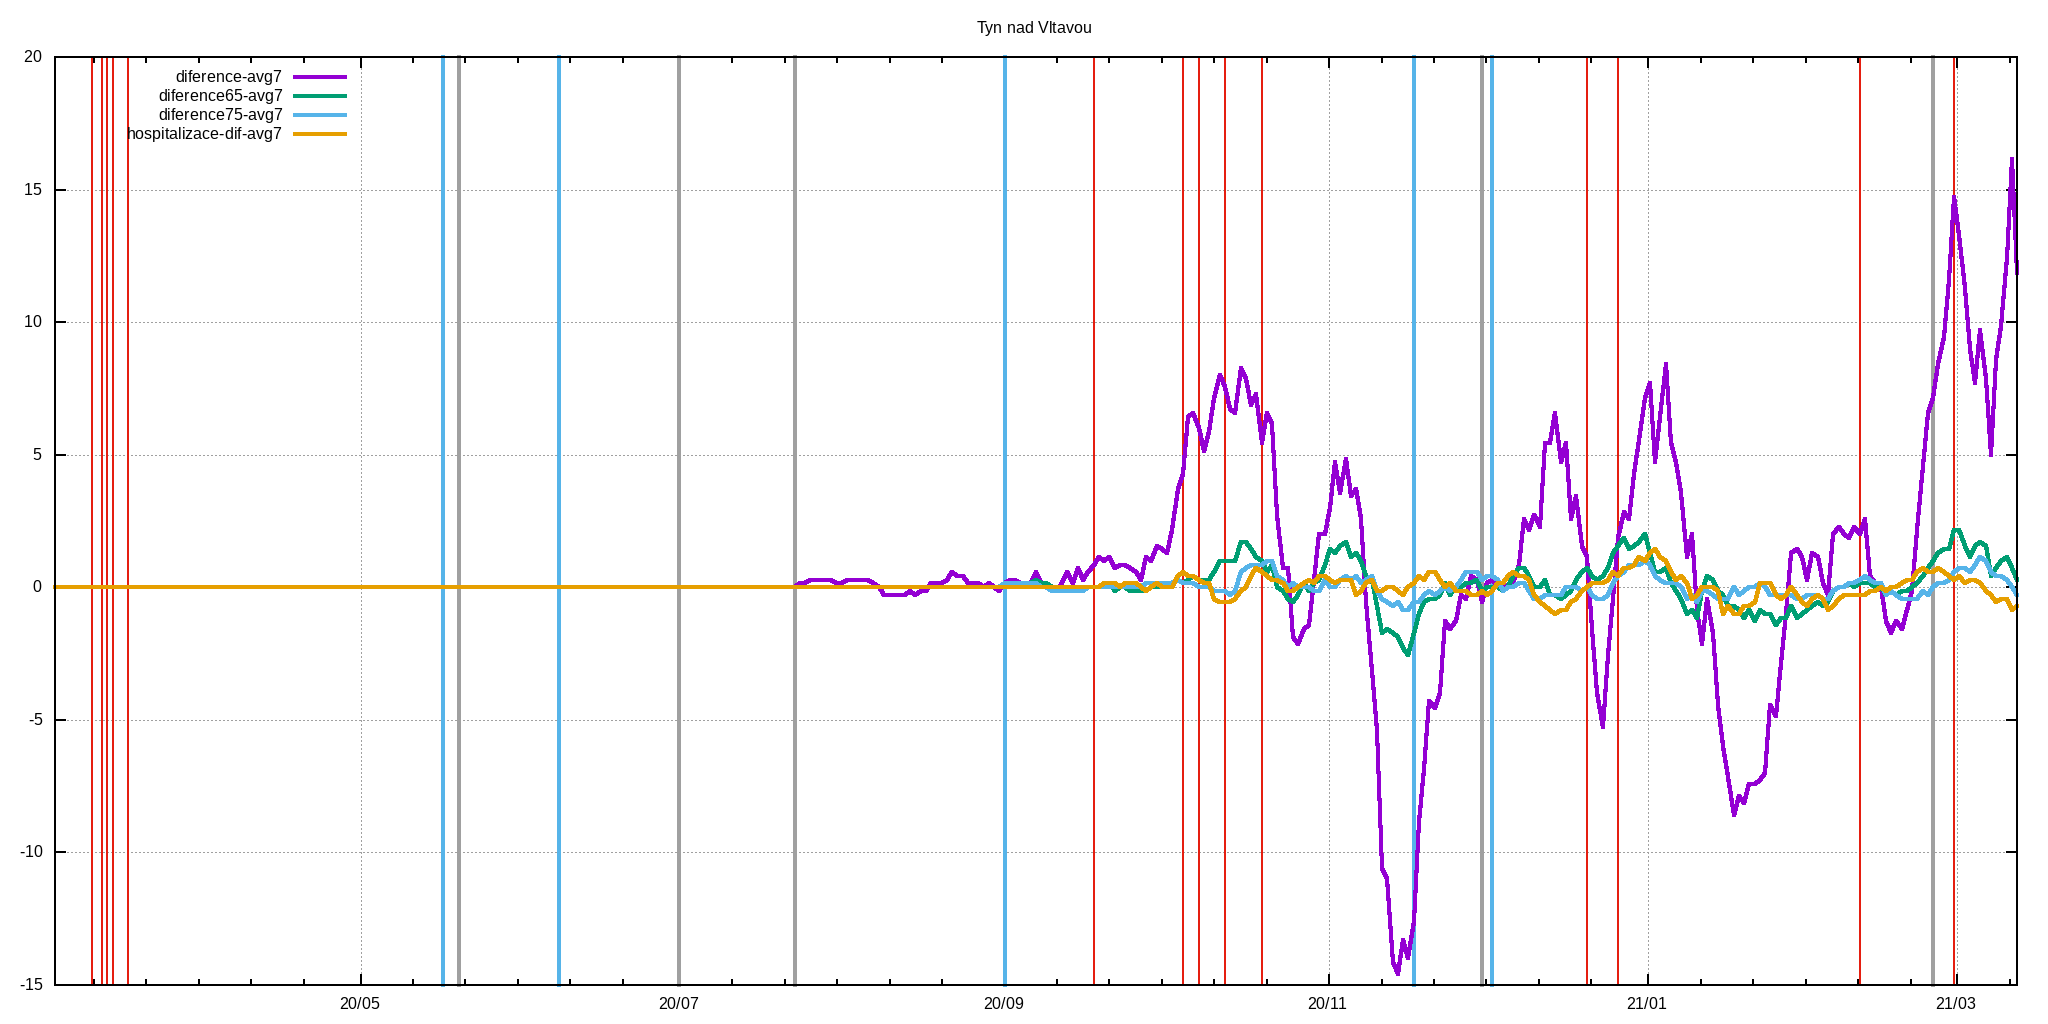 Tyn nad Vltavou
diference-avg7
diference65-avg7
diference75-avg7
hospitalizace-dif-avg7
20
15
10
5
0
-5
-10
-15
20/05 20/07 20/09 20/11 21/01 21/03